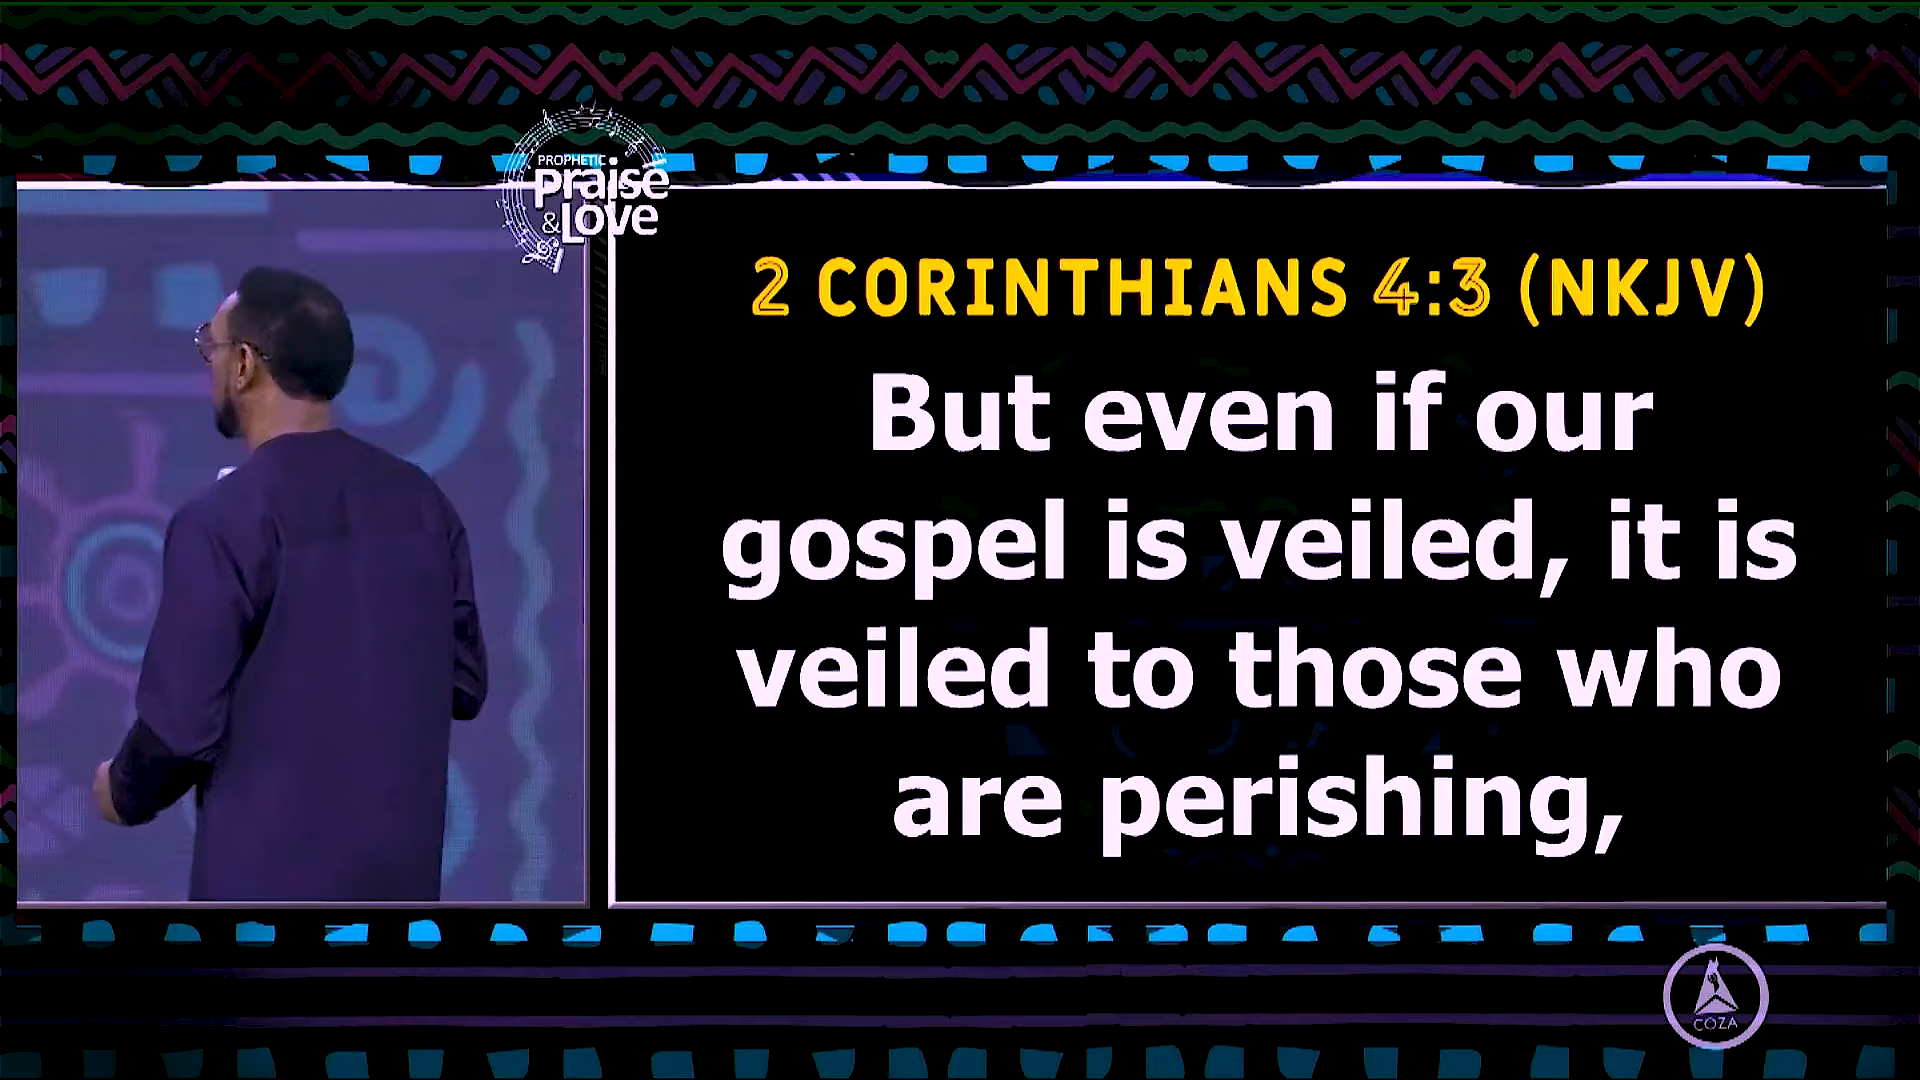 PROPHETIC
Praise
&Love
2 CORINTHIANS 4:3 (NKJV)
But even if our
gospel is veiled, it is
veiled to those who
are perishing,
COZA